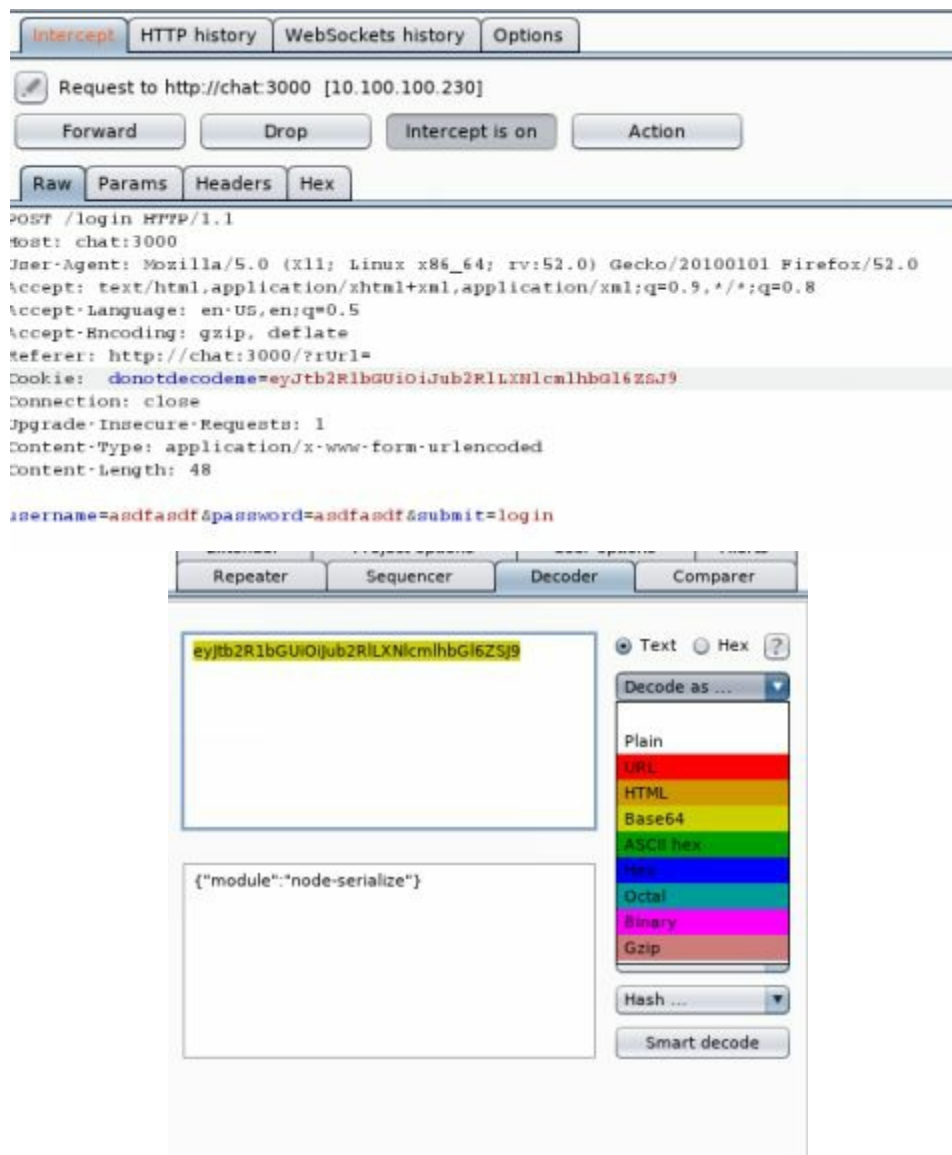 Intercept HTTP history WebSockets history Options
Request to http://chat:3000 [10.100.100.230]
Forward Drop Intercept is on Action
Raw Params Headers Hex
POST /login HTTP/1.1
Host: chat:3000
User-Agent: Mozilla/5.0 (X11; Linux x86_64; rv:52.0) Gecko/20100101 Firefox/52.0
Accept: text/html,application/xhtml+xml,application/xml;q=0.9,*/*;q=0.8
Accept-Language: en-US,en;q=0.5
Accept-Encoding: gzip, deflate
Referer: http://chat:3000/?rUrl=
Cookie: donotdecodeme=eyJtb2R1bGUiOiJub2RlLXNlcmlhbGl6ZSJ9
Connection: close
Upgrade-Insecure-Requests: 1
Content-Type: application/x-www-form-urlencoded
Content-Length: 48
username=asdfasdf&password=asdfasdf&submit=login
Repeater Sequencer Decoder Comparer
eyJtb2R1bGUiOiJub2RlLXNlcmlhbGl6ZSJ9
Text Hex ?
Decode as ...
Plain
URL
HTML
Base64
ASCII hex
Hex
Octal
Binary
Gzip
{"module":"node-serialize"}
Hash ...
Smart decode